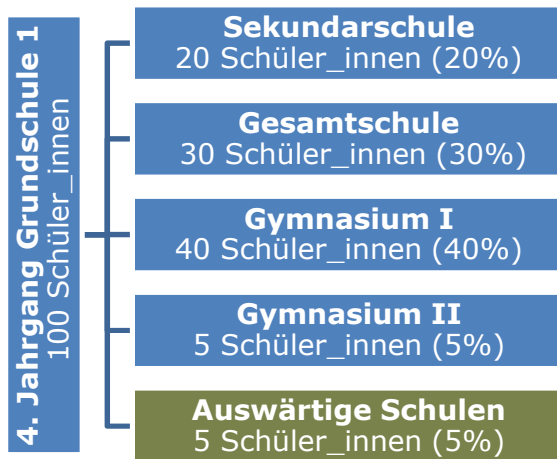 4. Jahrgang Grundschule 1
100 Schüler_innen
Sekundarschule
20 Schüler_innen (20%)
Gesamtschule
30 Schüler_innen (30%)
Gymnasium I
40 Schüler_innen (40%)
Gymnasium II
5 Schüler_innen (5%)
Auswärtige Schulen
5 Schüler_innen (5%)